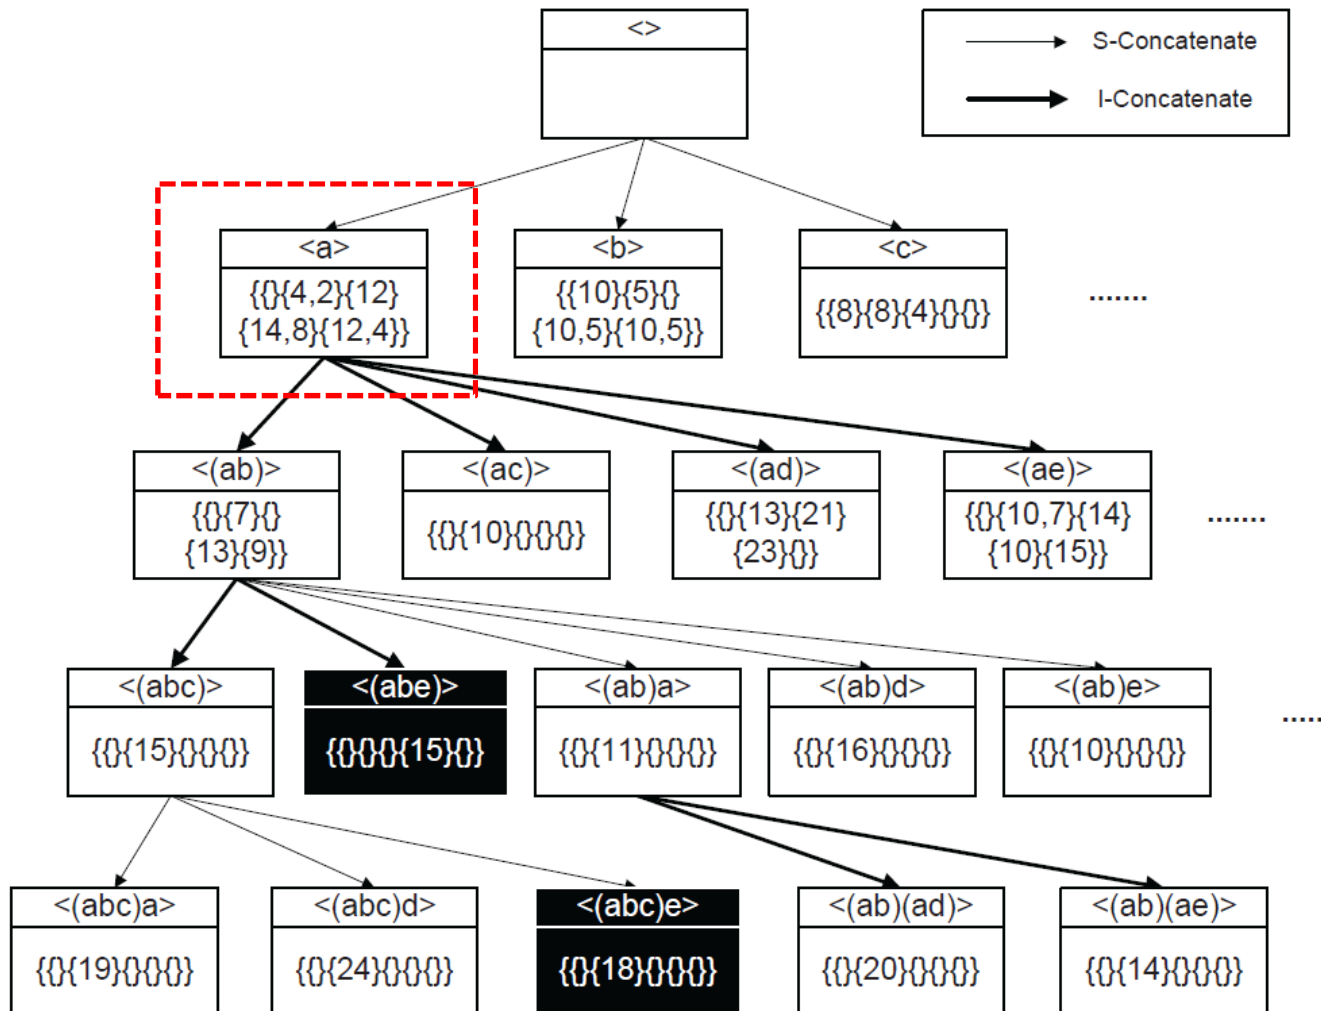 <>
S-Concatenate
I-Concatenate
<a>
{{}{4,2}{12}
{14,8}{12,4}}
<b>
{{10}{5}{}
{10,5}{10,5}}
<c>
{{8}{8}{4}{}{}}
.......
<(ab)>
{{}{7}{}
{13}{9}}
<(ac)>
{{}{10}{}{}{}}
<(ad)>
{{}{13}{21}
{23}{}}
<(ae)>
{{}{10,7}{14}
{10}{15}}
.......
<(abc)>
{{}{15}{}{}{}}
<(abe)>
{{}{}{}{15}{}}
<(ab)a>
{{}{11}{}{}{}}
<(ab)d>
{{}{16}{}{}{}}
<(ab)e>
{{}{10}{}{}{}}
.....
<(abc)a>
{{}{19}{}{}{}}
<(abc)d>
{{}{24}{}{}{}}
<(abc)e>
{{}{18}{}{}{}}
<(ab)(ad)>
{{}{20}{}{}{}}
<(ab)(ae)>
{{}{14}{}{}{}}